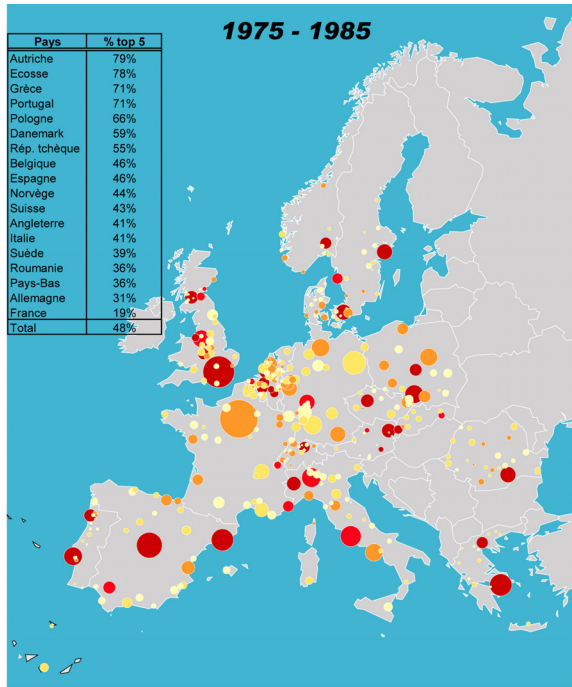 1975 - 1985
Pays % top 5
Autriche 79%
Ecosse 78%
Grèce 71%
Portugal 71%
Pologne 66%
Danemark 59%
Rép. tchèque 55%
Belgique 46%
Espagne 46%
Norvège 44%
Suisse 43%
Angleterre 41%
Italie 41%
Suède 39%
Roumanie 36%
Pays-Bas 36%
Allemagne 31%
France 19%
Total 48%